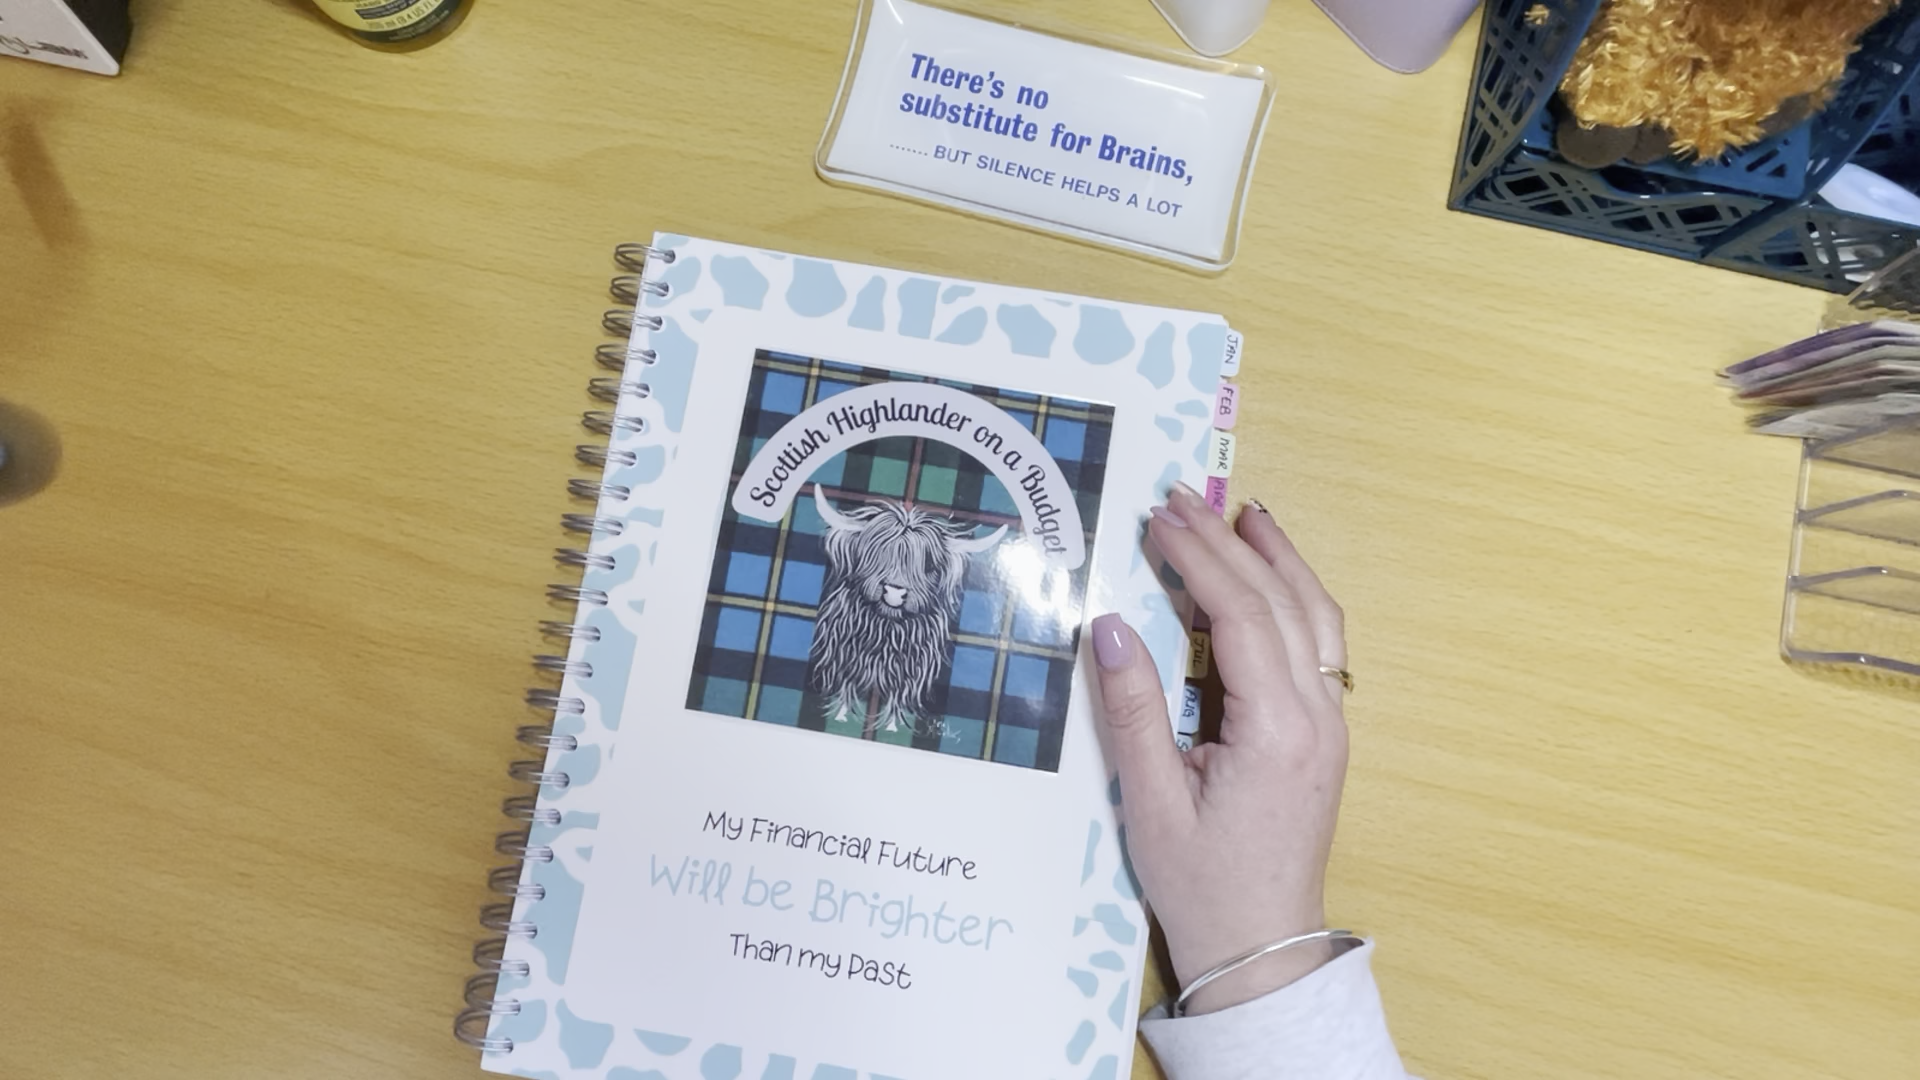 There's no
substitute for Brains,
....... BUT SILENCE HELPS A LOT
Scottish Highlander on a Budget
My Financial Future
Will be Brighter
Than my Past
JAN
FEB
MAR
APR
JUL
AUG
S